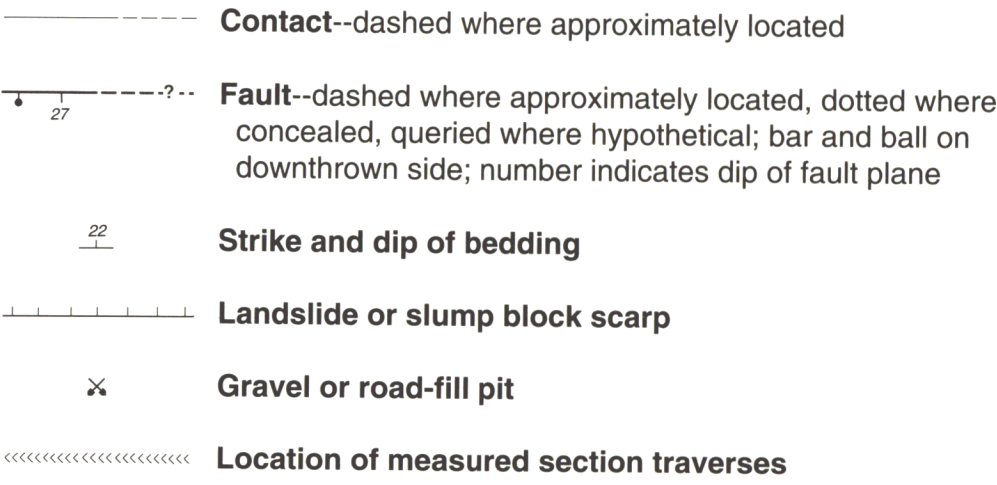 Contact--dashed where approximately located
? Fault--dashed where approximately located, dotted where
27 concealed, queried where hypothetical; bar and ball on
downthrown side; number indicates dip of fault plane
22 Strike and dip of bedding
Landslide or slump block scarp
Gravel or road-fill pit
Location of measured section traverses